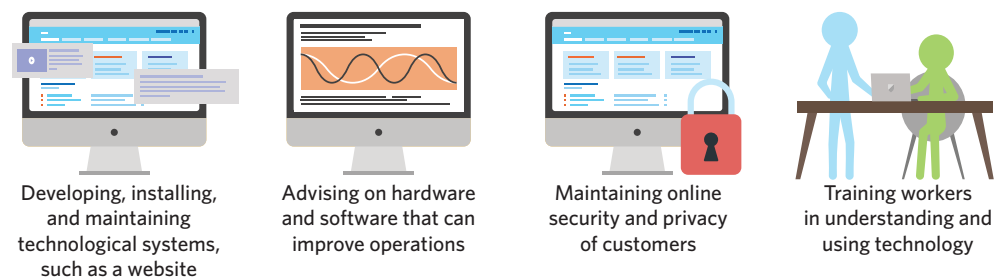 Developing, installing,
and maintaining
technological systems,
such as a website
Advising on hardware
and software that can
improve operations
Maintaining online
security and privacy
of customers
Training workers
in understanding and
using technology